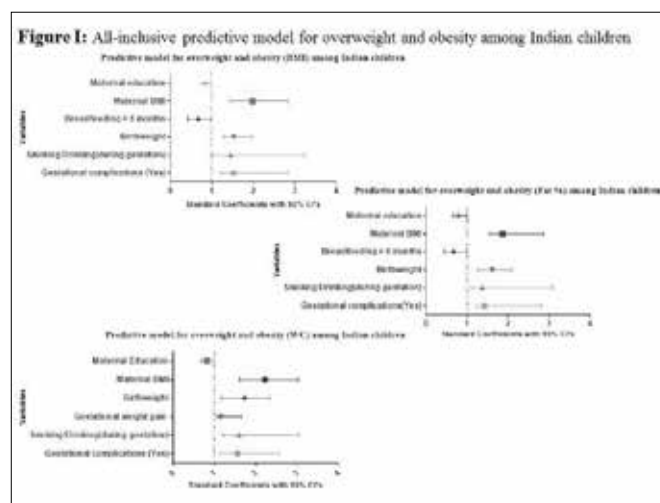 Figure I: All-inclusive predictive model for overweight and obesity among Indian children
Predictive model for overweight and obesity (BMI) among Indian children
Variables
Maternal education
Maternal BMI
Breastfeeding > 6 months
Birthweight
Smoking/Drinking(during gestation)
Gestational complications (Yes)
0 1 2 3 4
Standard Coefficients with CI's
Predictive model for overweight and obesity (Fat %) among Indian children
Variables
Maternal education
Maternal BMI
Breastfeeding > 6 months
Birthweight
Smoking/Drinking(during gestation)
Gestational complications(Yes)
0 1 2 3 4
Standard Coefficients with CI's
Predictive model for overweight and obesity (WC) among Indian children
Variables
Maternal Education
Maternal BMI
Birthweight
Gestational weight gain
Smoking/Drinking(during gestation)
Gestational complications (Yes)
0 1 2 3 4
Standard Coefficients with CI's